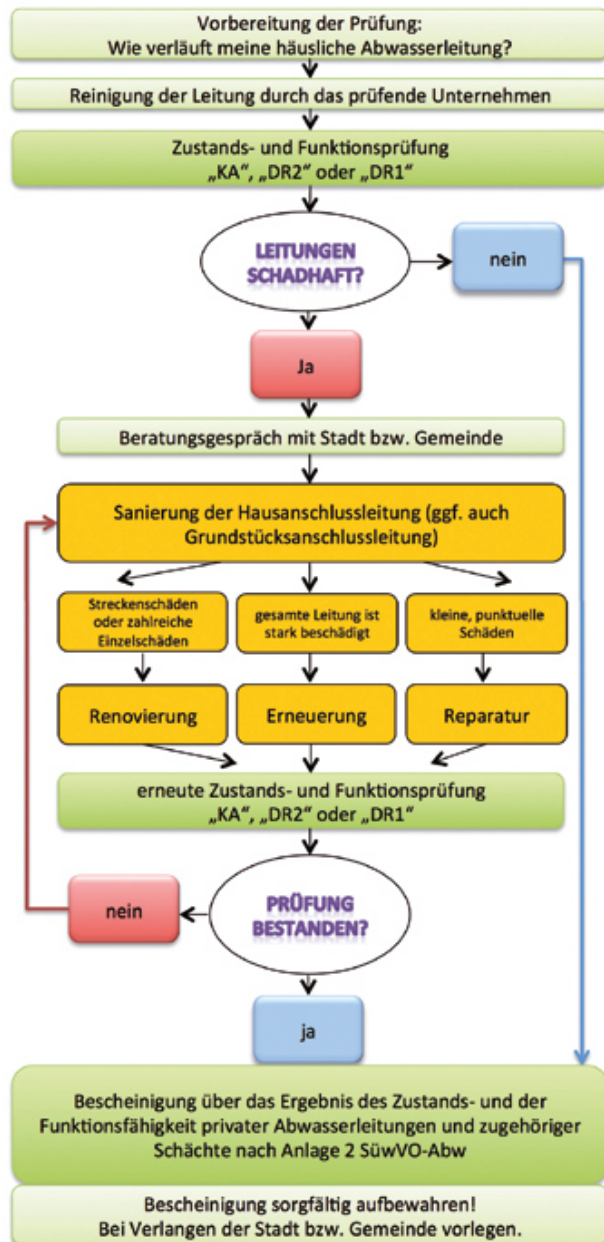 Vorbereitung der Prüfung:
Wie verläuft meine häusliche Abwasserleitung?
Reinigung der Leitung durch das prüfende Unternehmen
Zustands- und Funktionsprüfung
„KA“, „DR2“ oder „DR1“
LEITUNGEN
SCHADHAFT?
nein
Ja
Beratungsgespräch mit Stadt bzw. Gemeinde
Sanierung der Hausanschlussleitung (ggf. auch
Grundstücksanschlussleitung)
Streckenschäden
oder zahlreiche
Einzelschäden
gesamte Leitung ist
stark beschädigt
kleine, punktuelle
Schäden
Renovierung
Erneuerung
Reparatur
erneute Zustands- und Funktionsprüfung
„KA“, „DR2“ oder „DR1“
PRÜFUNG
BESTANDEN?
nein
ja
Bescheinigung über das Ergebnis des Zustands- und der
Funktionsfähigkeit privater Abwasserleitungen und zugehöriger
Schächte nach Anlage 2 SüwVO-Abw
Bescheinigung sorgfältig aufbewahren!
Bei Verlangen der Stadt bzw. Gemeinde vorlegen.